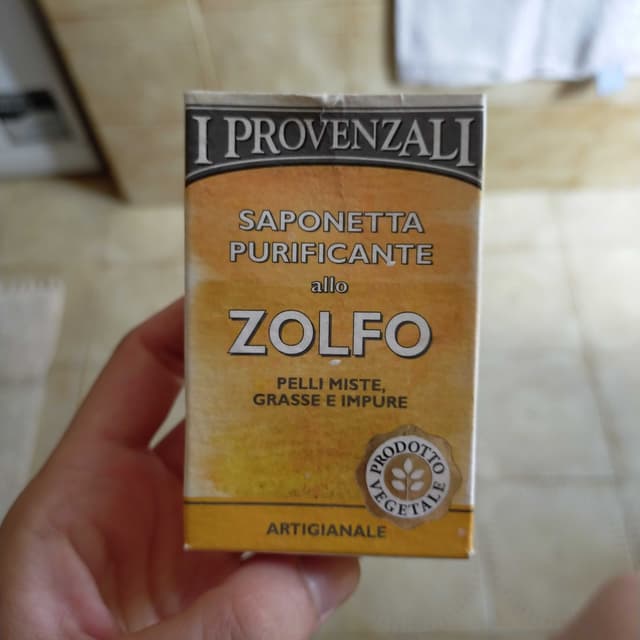 I PROVENZALI
SAPONETTA
PURIFICANTE
allo
ZOLFO
PELLI MISTE,
GRASSE E IMPURE
PRODOTTO
VEGETALE
ARTIGIANALE